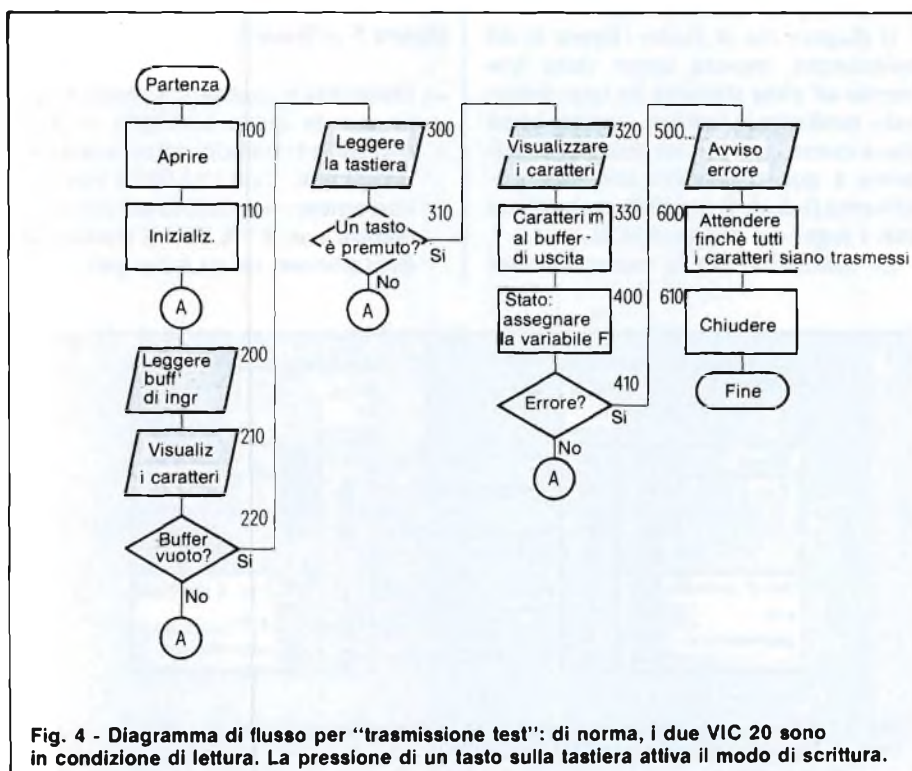 Partenza
100
Aprire
110
Inizializ.
A
200
Leggere
buff'
di ingr
210
Visualiz
i caratteri
220
Buffer
vuoto?
Si
No
A
300
Leggere
la tastiera
310
Un tasto
è premuto?
Si
No
A
320
Visualizzare
i caratteri
330
Caratteri m
al buffer-
di uscita
400
Stato:
assegnare
la variabile F
410
Errore?
Si
No
A
500...
Avviso
errore
600
Attendere
finchè tutti
i caratteri siano trasmessi
610
Chiudere
Fine
Fig. 4 - Diagramma di flusso per "trasmissione test": di norma, i due VIC 20 sono
in condizione di lettura. La pressione di un tasto sulla tastiera attiva il modo di scrittura.